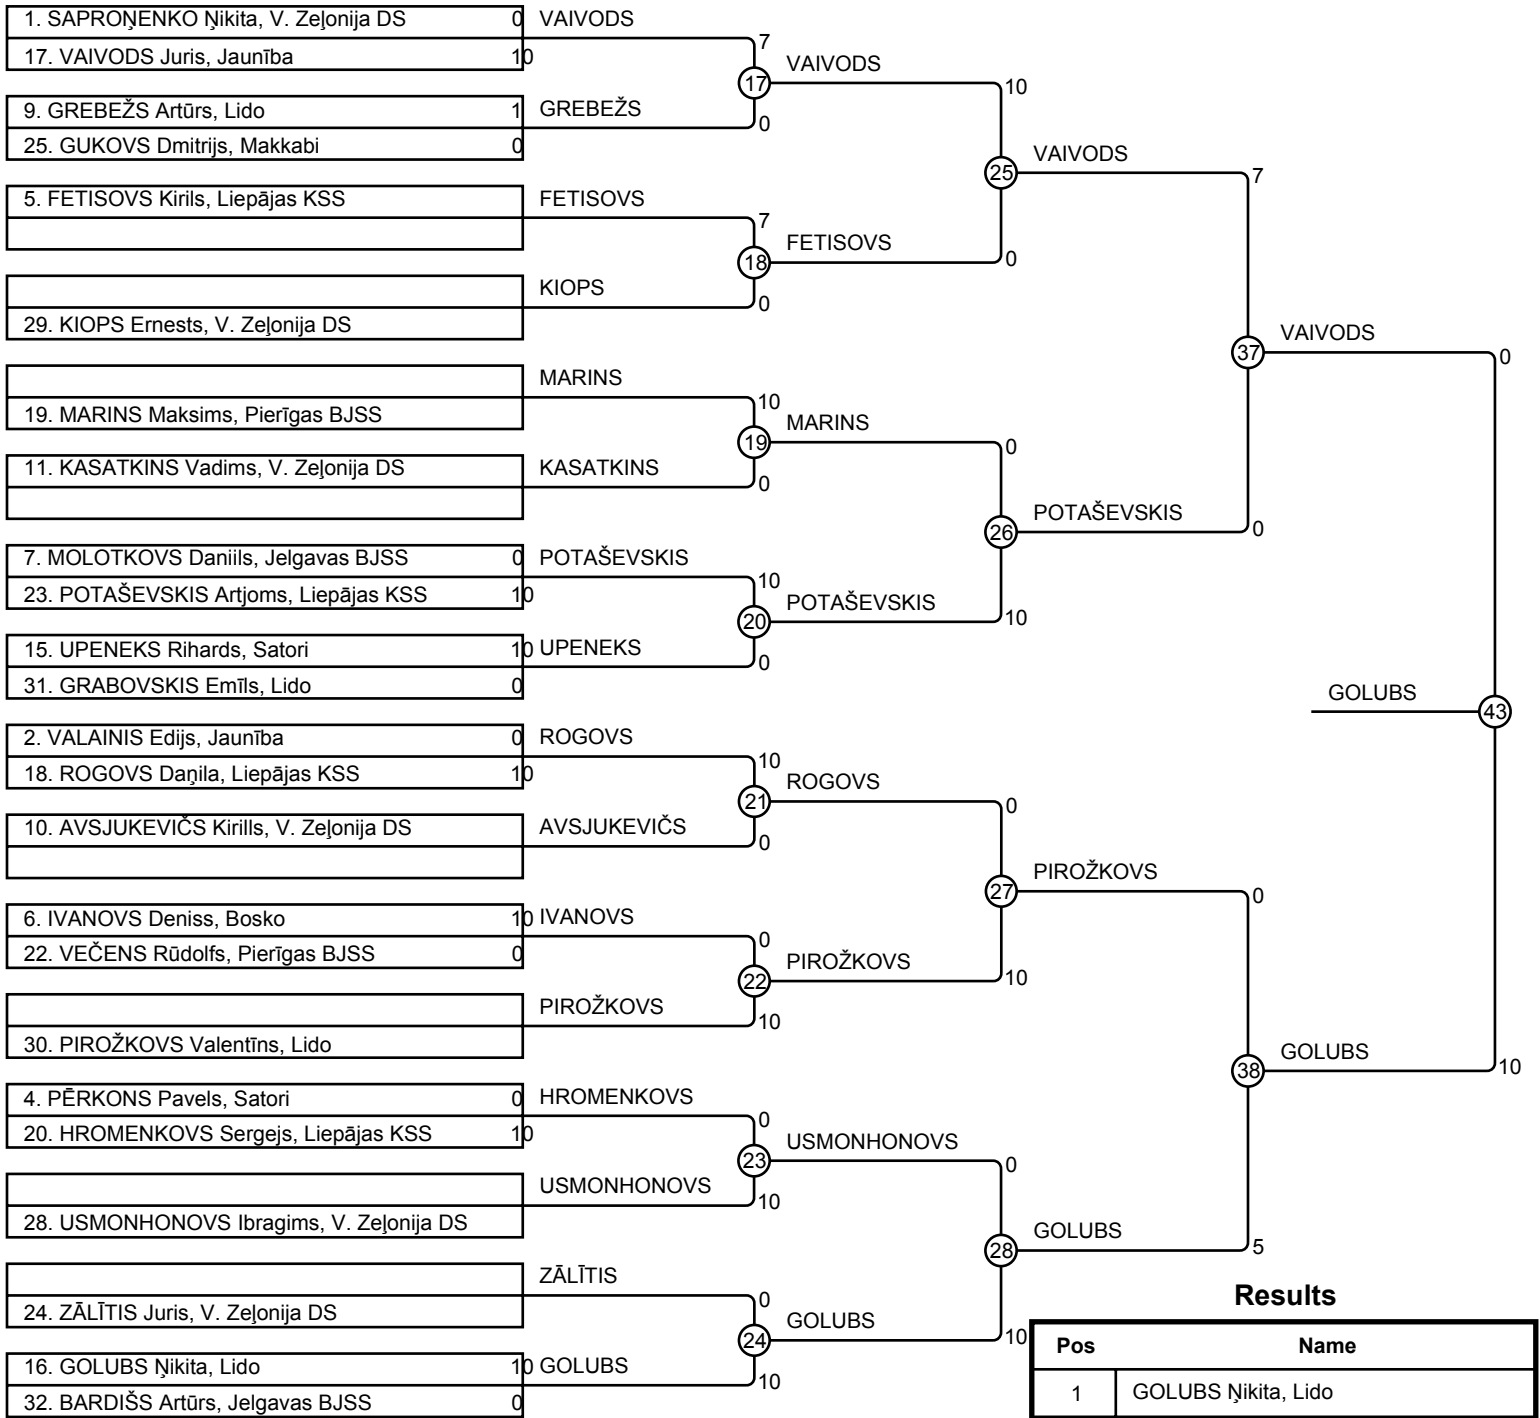 1. SAPROŅENKO Ņikita, V. Zeļonija DS 0 VAIVODS
7
17. VAIVODS Juris, Jaunība 10
17 VAIVODS
10
9. GREBEŽS Artūrs, Lido 1 GREBEŽS
0
25. GUKOVS Dmitrijs, Makkabi 0
25 VAIVODS
7
5. FETISOVS Kirils, Liepājas KSS FETISOVS
7
18 FETISOVS
0
KIOPS
0
29. KIOPS Ernests, V. Zeļonija DS
37 VAIVODS
0
MARINS
10
19. MARINS Maksims, Pierīgas BJSS
19 MARINS
0
11. KASATKINS Vadims, V. Zeļonija DS KASATKINS
0
26 POTAŠEVSKIS
0
7. MOLOTKOVS Daniils, Jelgavas BJSS 0 POTAŠEVSKIS
10
23. POTAŠEVSKIS Artjoms, Liepājas KSS 10
20 POTAŠEVSKIS
10
15. UPENEKS Rihards, Satori 10 UPENEKS
0
31. GRABOVSKIS Emīls, Lido 0
GOLUBS 43
2. VALAINIS Edijs, Jaunība 0 ROGOVS
10
18. ROGOVS Daņila, Liepājas KSS 10
21 ROGOVS
0
10. AVSJUKEVIČS Kirills, V. Zeļonija DS AVSJUKEVIČS
0
27 PIROŽKOVS
0
6. IVANOVS Deniss, Bosko 10 IVANOVS
0
22. VEČENS Rūdolfs, Pierīgas BJSS 0
22 PIROŽKOVS
10
PIROŽKOVS
10
30. PIROŽKOVS Valentīns, Lido
38 GOLUBS
10
4. PĒRKONS Pavels, Satori 0 HROMENKOVS
0
20. HROMENKOVS Sergejs, Liepājas KSS 10
23 USMONHONOVS
0
USMONHONOVS
10
28. USMONHONOVS Ibragims, V. Zeļonija DS
28 GOLUBS
5
ZĀLĪTIS
0
24. ZĀLĪTIS Juris, V. Zeļonija DS
24 GOLUBS
10
16. GOLUBS Ņikita, Lido 10 GOLUBS
10
32. BARDIŠS Artūrs, Jelgavas BJSS 0
Results
Pos Name
1 GOLUBS Ņikita, Lido